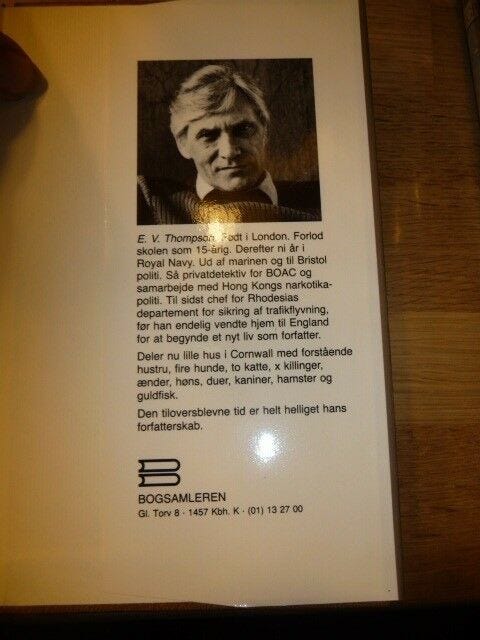 E. V. Thompson. Født i London. Forlod
skolen som 15-årig. Derefter ni år i
Royal Navy. Ud af marinen og til Bristol
politi. Så privatdetektiv for BOAC og
samarbejde med Hong Kongs narkotika-
politi. Til sidst chef for Rhodesias
departement for sikring af trafikflyvning,
før han endelig vendte hjem til England
for at begynde et nyt liv som forfatter.
Deler nu lille hus i Cornwall med forstående
hustru, fire hunde, to katte, x killinger,
ænder, høns, duer, kaniner, hamster og
guldfisk.
Den tiloversblevne tid er helt helliget hans
forfatterskab.
BOGSAMLEREN
Gl. Torv 8 · 1457 Kbh. K · (01) 13 27 00